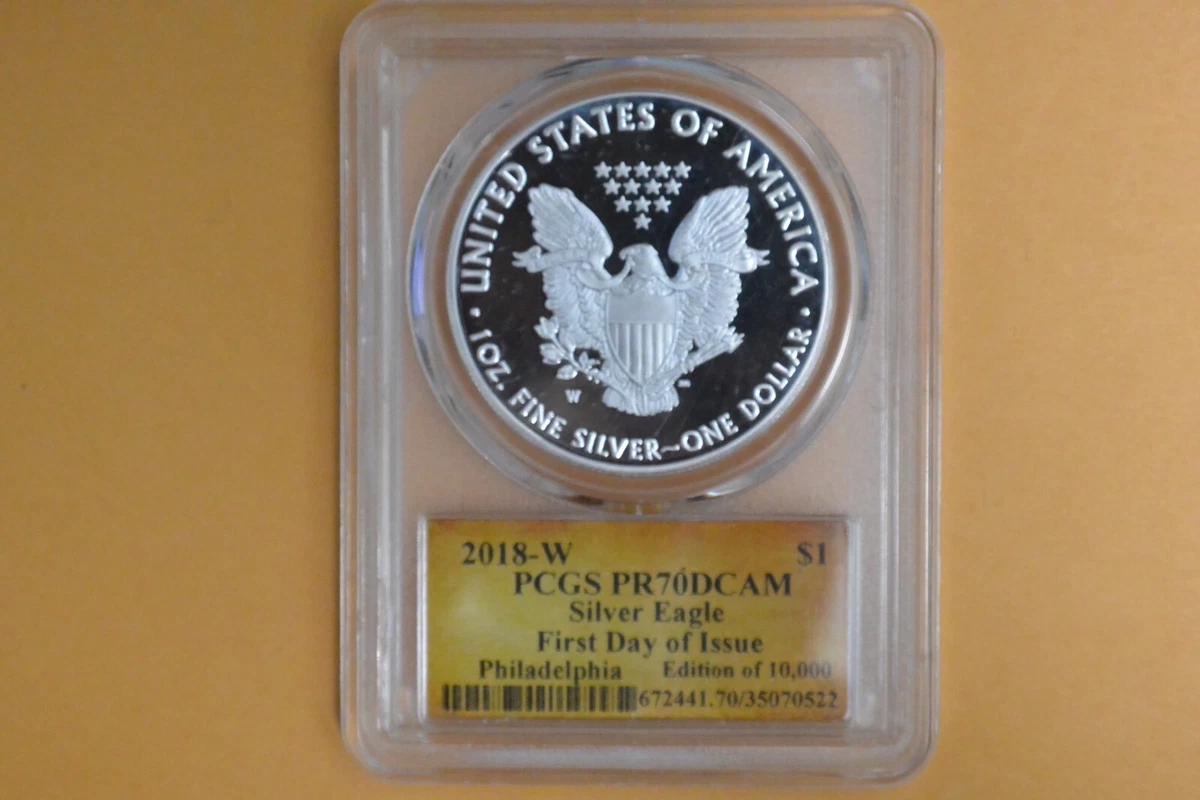 UNITED STATES OF AMERICA
• 1 OZ. FINE SILVER~ONE DOLLAR •
W
2018-W $1
PCGS PR70DCAM
Silver Eagle
First Day of Issue
Philadelphia Edition of 10,000
672441.70/35070522